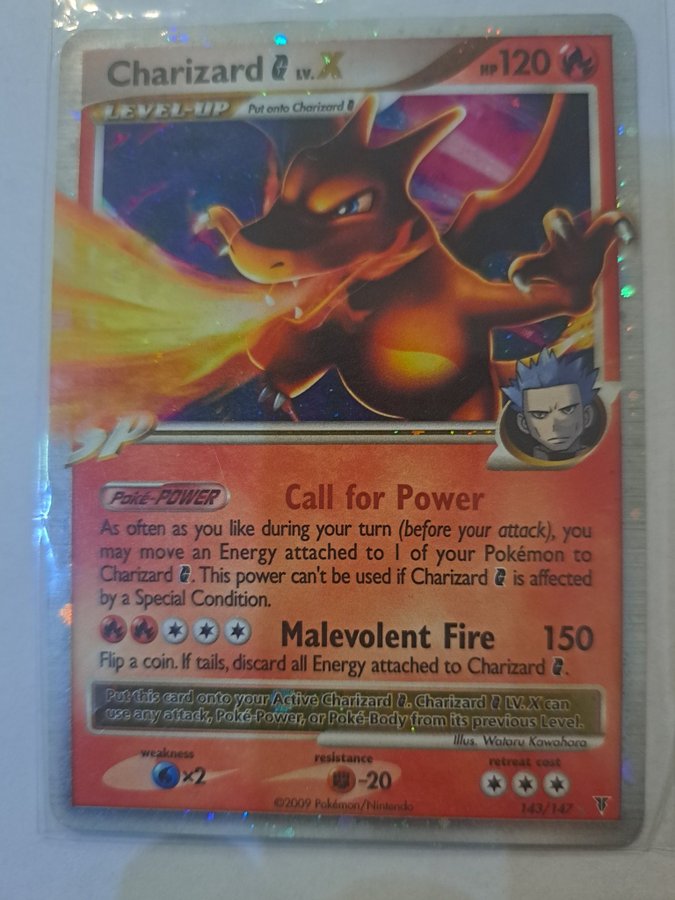 Charizard G LV.X HP 120
LEVEL-UP Put onto Charizard G
SP
Poké-POWER Call for Power
As often as you like during your turn (before your attack), you
may move an Energy attached to 1 of your Pokémon to
Charizard G. This power can't be used if Charizard G is affected
by a Special Condition.
Malevolent Fire 150
Flip a coin. If tails, discard all Energy attached to Charizard G.
Put this card onto your Active Charizard G. Charizard G LV. X can
use any attack, Poké-Power, or Poké-Body from its previous Level.
Illus. Wataru Kawahara
weakness resistance retreat cost
×2 -20
©2009 Pokémon/Nintendo 143/147